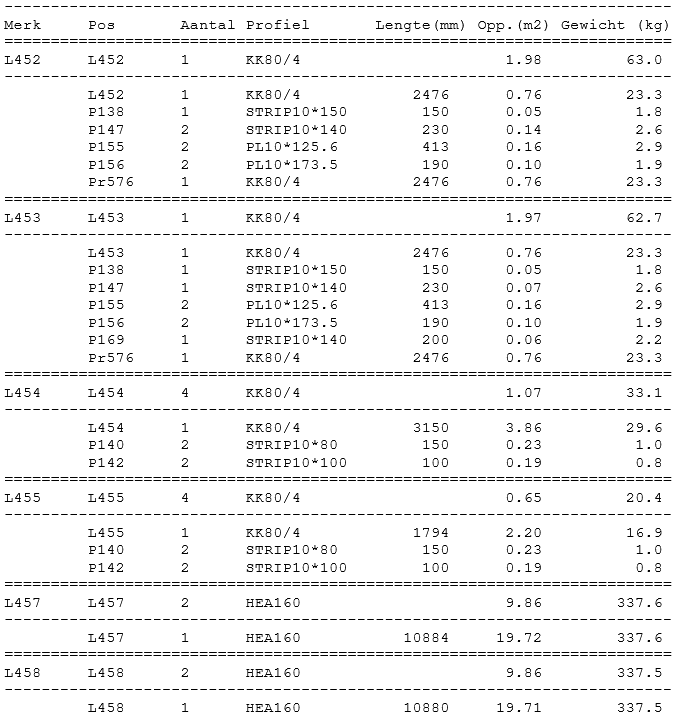 Merk Pos Aantal Profiel Lengte(mm) Opp.(m2) Gewicht (kg)
L452 L452 1 KK80/4 1.98 63.0
L452 1 KK80/4 2476 0.76 23.3
P138 1 STRIP10*150 150 0.05 1.8
P147 2 STRIP10*140 230 0.14 2.6
P155 2 PL10*125.6 413 0.16 2.9
P156 2 PL10*173.5 190 0.10 1.9
Pr576 1 KK80/4 2476 0.76 23.3
L453 L453 1 KK80/4 1.97 62.7
L453 1 KK80/4 2476 0.76 23.3
P138 1 STRIP10*150 150 0.05 1.8
P147 1 STRIP10*140 230 0.07 2.6
P155 2 PL10*125.6 413 0.16 2.9
P156 2 PL10*173.5 190 0.10 1.9
P169 1 STRIP10*140 200 0.06 2.2
Pr576 1 KK80/4 2476 0.76 23.3
L454 L454 4 KK80/4 1.07 33.1
L454 1 KK80/4 3150 3.86 29.6
P140 2 STRIP10*80 150 0.23 1.0
P142 2 STRIP10*100 100 0.19 0.8
L455 L455 4 KK80/4 0.65 20.4
L455 1 KK80/4 1794 2.20 16.9
P140 2 STRIP10*80 150 0.23 1.0
P142 2 STRIP10*100 100 0.19 0.8
L457 L457 2 HEA160 9.86 337.6
L457 1 HEA160 10884 19.72 337.6
L458 L458 2 HEA160 9.86 337.5
L458 1 HEA160 10880 19.71 337.5